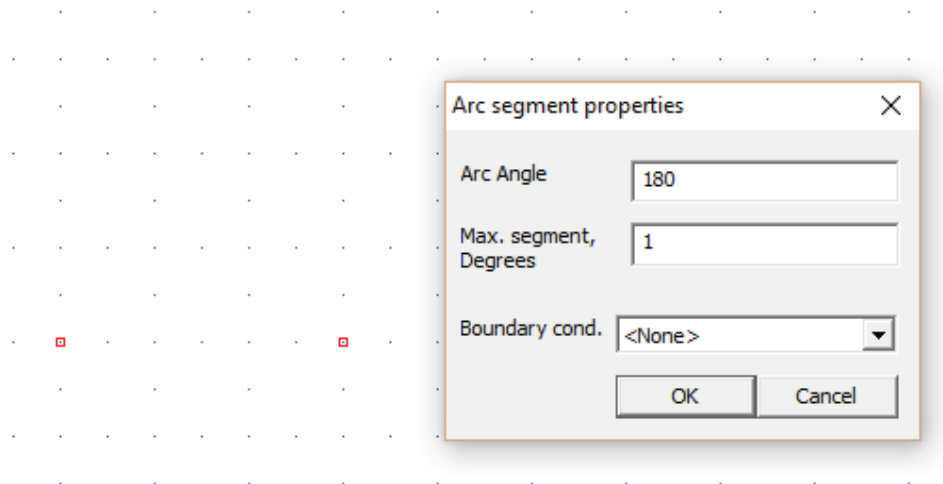 Arc segment properties
Arc Angle
180
Max. segment,
Degrees
1
Boundary cond.
<None>
OK
Cancel